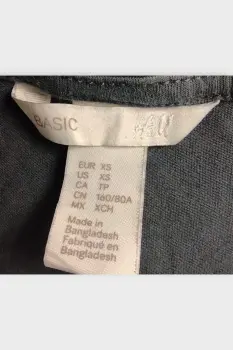 BASIC
H&M
EUR XS
US XS
CA TP
CN 160/80A
MX XCH
Made in
Bangladesh
Fabriqué en
Bangladesh